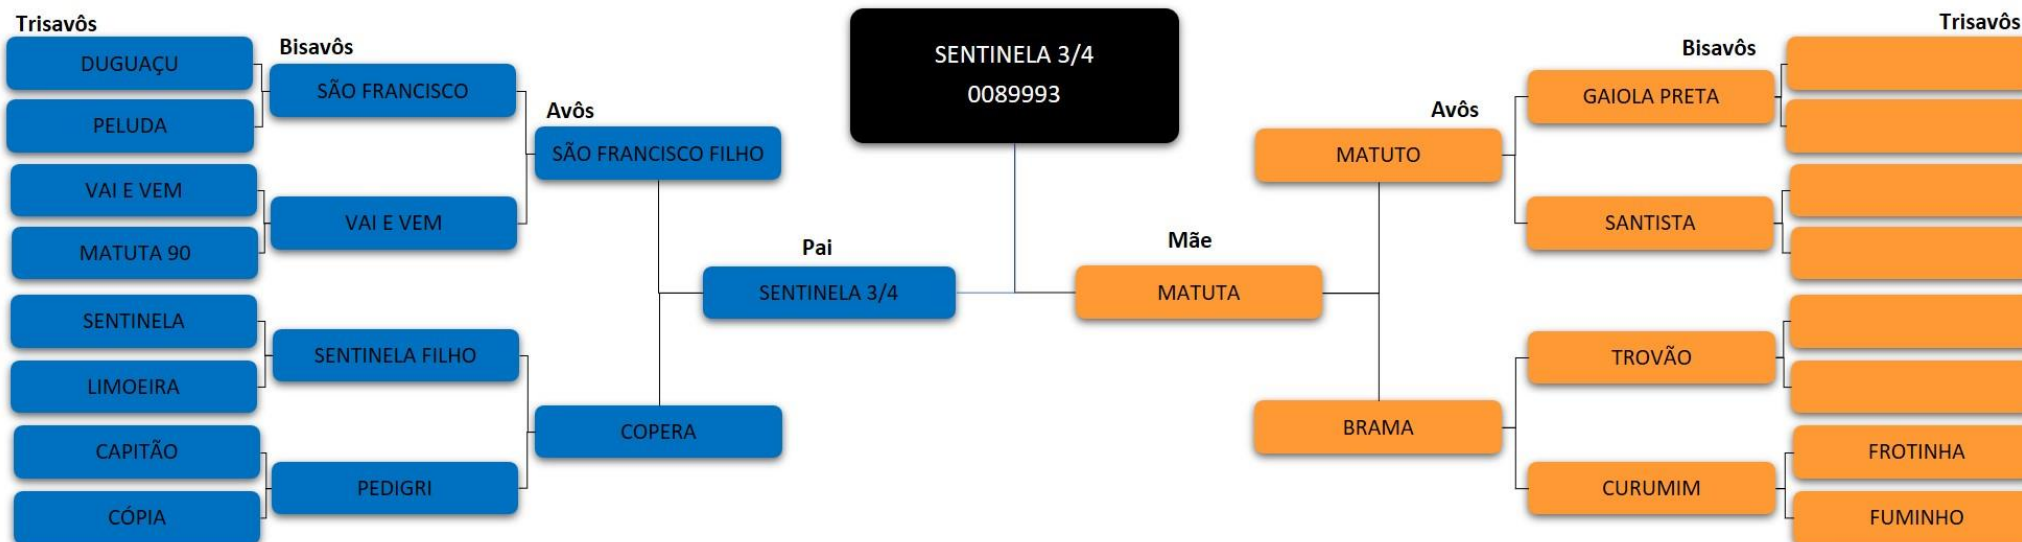 Trisavôs
Bisavôs
Avôs
DUGUAÇU
PELUDA
VAI E VEM
MATUTA 90
SENTINELA
LIMOEIRA
CAPITÃO
CÓPIA
SÃO FRANCISCO
VAI E VEM
SENTINELA FILHO
PEDIGRI
SÃO FRANCISCO FILHO
COPERA
Pai
SENTINELA 3/4
SENTINELA 3/4
0089993
Mãe
MATUTA
Avôs
MATUTO
BRAMA
Bisavôs
GAIOLA PRETA
SANTISTA
TROVÃO
CURUMIM
Trisavôs
FROTINHA
FUMINHO